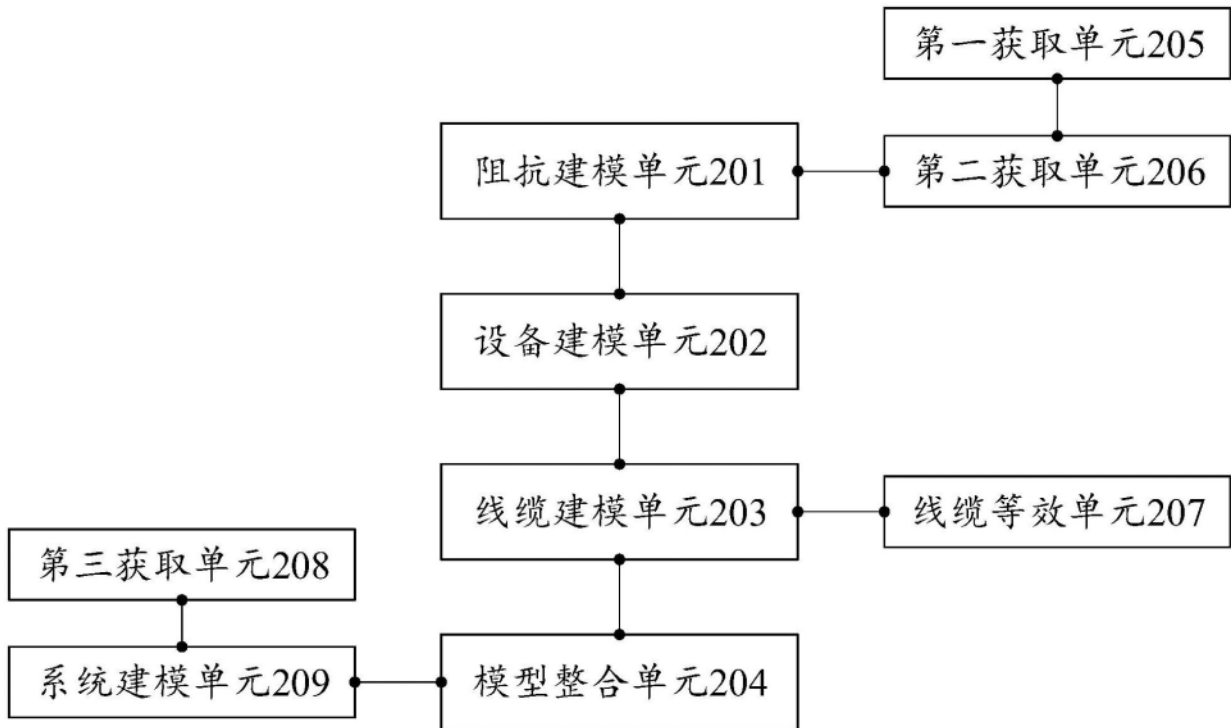 第一获取单元205
阻抗建模单元201
第二获取单元206
设备建模单元202
线缆建模单元203
线缆等效单元207
第三获取单元208
系统建模单元209
模型整合单元204